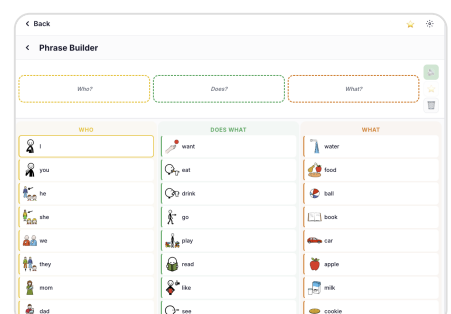 Back
Phrase Builder
Who? Does? What?
WHO DOES WHAT WHAT
I want water
you eat food
he drink ball
she go book
we play car
they read apple
mom like milk
dad see cookie